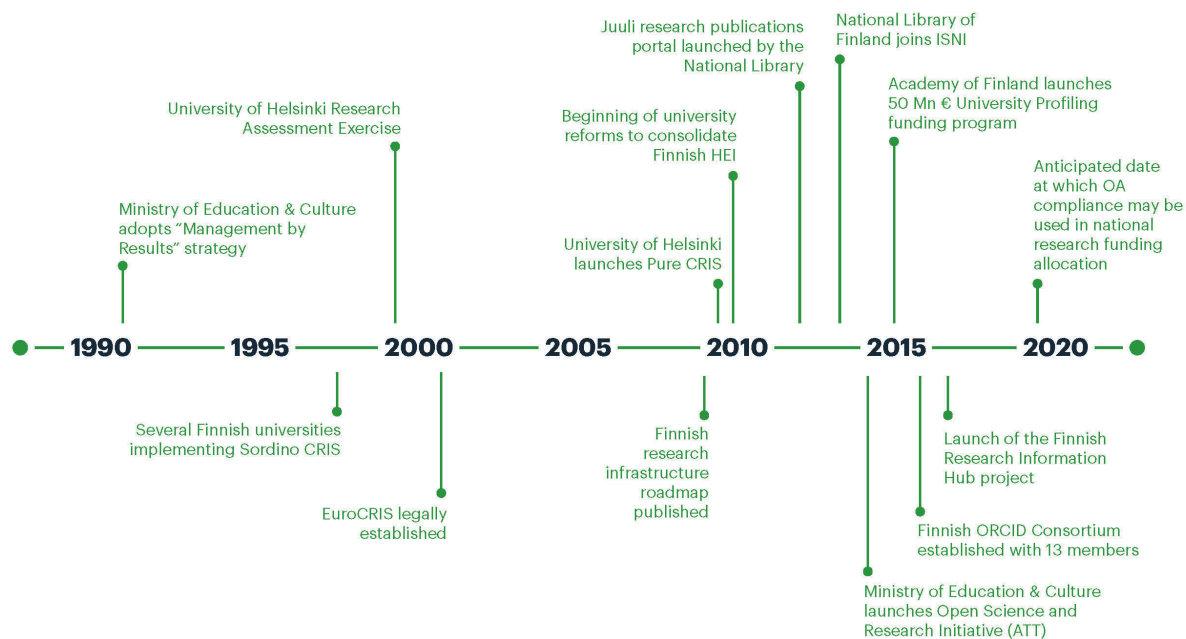 National Library of
Finland joins ISNI
Juuli research publications
portal launched by the
National Library
Academy of Finland launches
50 Mn € University Profiling
funding program
University of Helsinki Research
Assessment Exercise
Beginning of university
reforms to consolidate
Finnish HEI
Anticipated date
at which OA
compliance may be
used in national
research funding
allocation
Ministry of Education & Culture
adopts “Management by
Results” strategy
University of Helsinki
launches Pure CRIS
1990 1995 2000 2005 2010 2015 2020
Several Finnish universities
implementing Sordino CRIS
EuroCRIS legally
established
Finnish
research
infrastructure
roadmap
published
Launch of the Finnish
Research Information
Hub project
Finnish ORCID Consortium
established with 13 members
Ministry of Education & Culture
launches Open Science and
Research Initiative (ATT)